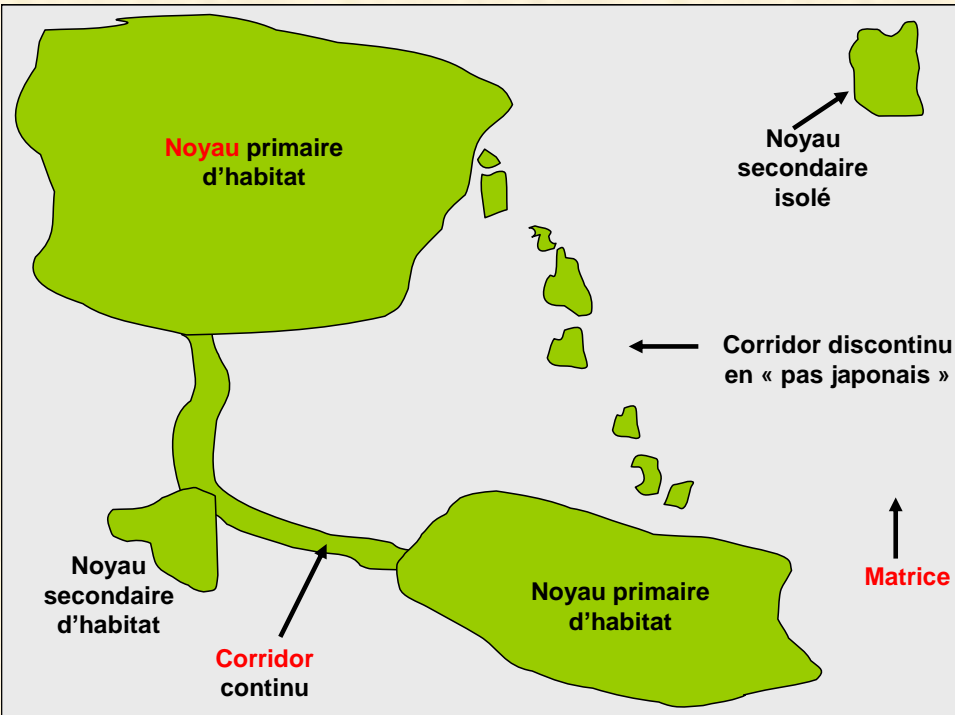 Noyau primaire
d'habitat
Noyau
secondaire
isolé
Corridor discontinu
en « pas japonais »
Noyau
secondaire
d'habitat
Noyau primaire
d'habitat
Matrice
Corridor
continu